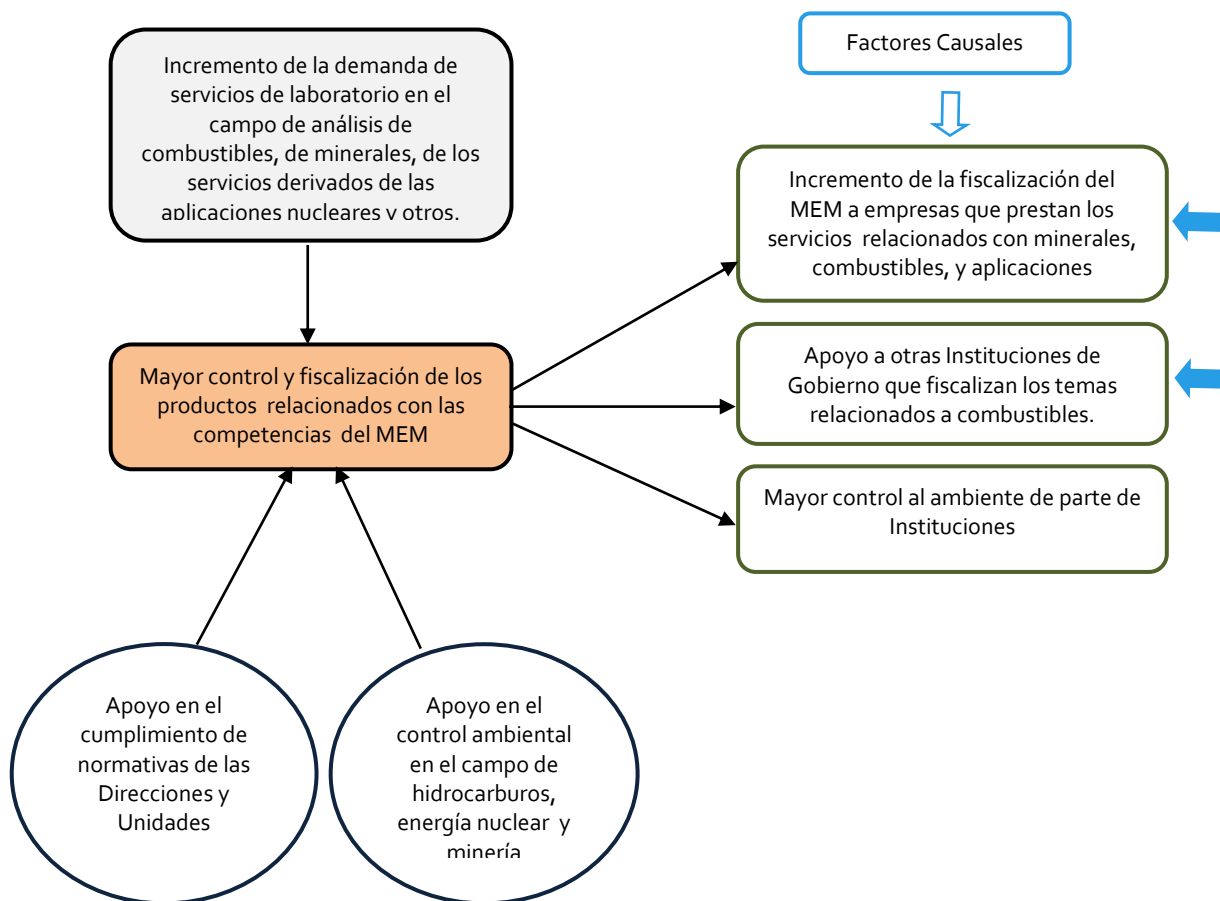 Incremento de la demanda de
servicios de laboratorio en el
campo de análisis de
combustibles, de minerales, de los
servicios derivados de las
aplicaciones nucleares y otros.
Factores Causales
Incremento de la fiscalización del
MEM a empresas que prestan los
servicios relacionados con minerales,
combustibles, y aplicaciones
Mayor control y fiscalización de los
productos relacionados con las
competencias del MEM
Apoyo a otras Instituciones de
Gobierno que fiscalizan los temas
relacionados a combustibles.
Mayor control al ambiente de parte de
Instituciones
Apoyo en el
cumplimiento de
normativas de las
Direcciones y
Unidades
Apoyo en el
control ambiental
en el campo de
hidrocarburos,
energía nuclear y
minería